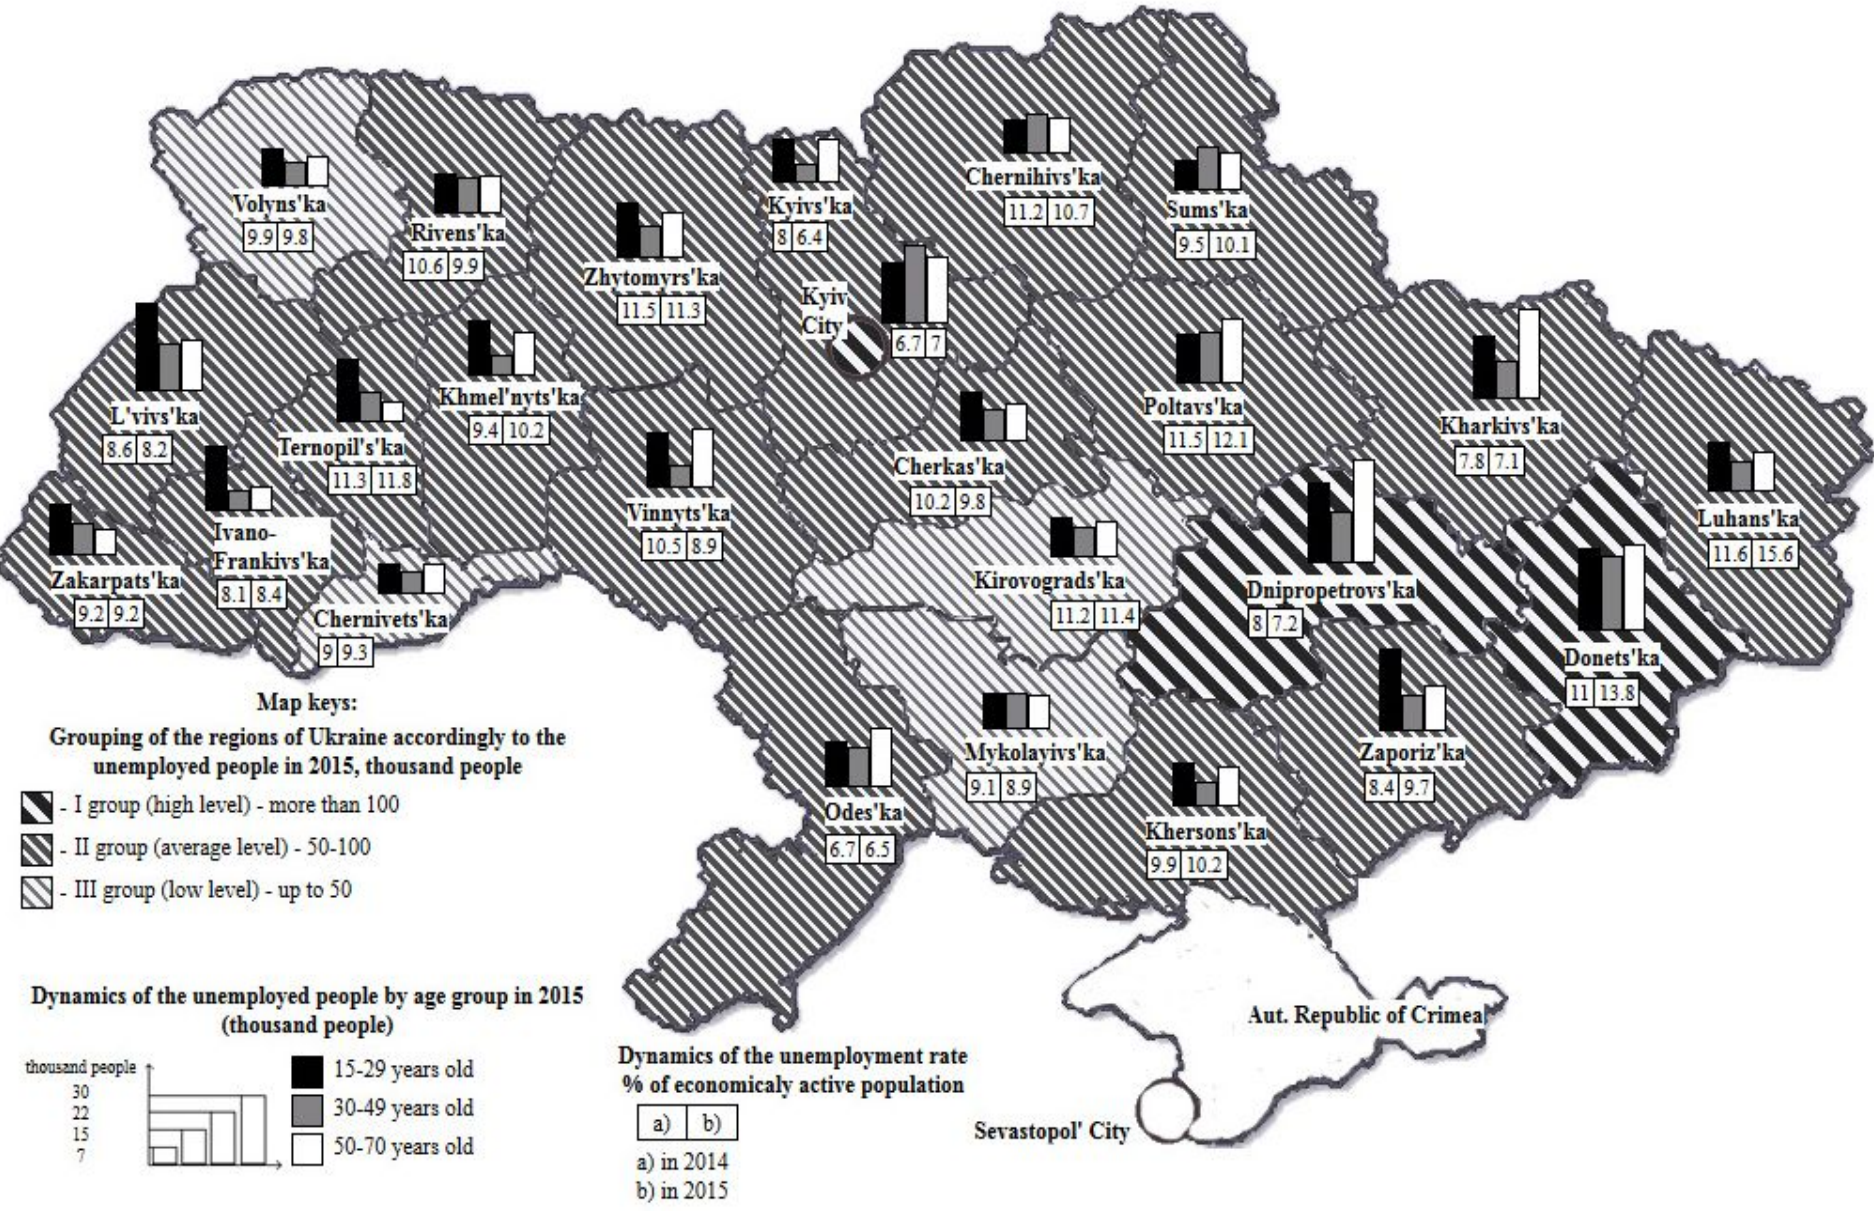 Volyns'ka
9.9 9.8
Rivens'ka
10.6 9.9
Zhytomyrs'ka
11.5 11.3
Kyivs'ka
8 6.4
Chernihivs'ka
11.2 10.7
Sums'ka
9.5 10.1
Kyiv
City
6.7 7
L'vivs'ka
8.6 8.2
Ternopil's'ka
11.3 11.8
Khmel'nyts'ka
9.4 10.2
Vinnyts'ka
10.5 8.9
Cherkas'ka
10.2 9.8
Poltavs'ka
11.5 12.1
Kharkivs'ka
7.8 7.1
Luhans'ka
11.6 15.6
Zakarpats'ka
9.2 9.2
Ivano-
Frankivs'ka
8.1 8.4
Chernivets'ka
9 9.3
Kirovograds'ka
11.2 11.4
Dnipropetrovs'ka
8 7.2
Donets'ka
11 13.8
Zaporiz'ka
8.4 9.7
Mykolayivs'ka
9.1 8.9
Odes'ka
6.7 6.5
Khersons'ka
9.9 10.2
Aut. Republic of Crimea
Sevastopol' City
Map keys:
Grouping of the regions of Ukraine accordingly to the
unemployed people in 2015, thousand people
- I group (high level) - more than 100
- II group (average level) - 50-100
- III group (low level) - up to 50
Dynamics of the unemployed people by age group in 2015
(thousand people)
thousand people
30
22
15
7
15-29 years old
30-49 years old
50-70 years old
Dynamics of the unemployment rate
% of economicaly active population
a) b)
a) in 2014
b) in 2015